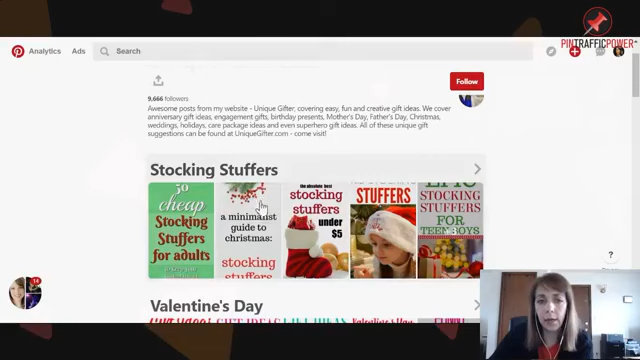 PINTRAFFICPOWER
Analytics Ads Search
Follow
9,666 followers
Awesome posts from my website - Unique Gifter, covering easy, fun and creative gift ideas. We cover
anniversary gift ideas, engagement gifts, birthday presents, Mother's Day, Father's Day, Christmas,
weddings, holidays, care package ideas and even superhero gift ideas. All of these unique gift
suggestions can be found at UniqueGifter.com - come visit!
Stocking Stuffers
50
cheap
Stocking
Stuffers
for adults
a minimalist
guide to
christmas:
stocking
stuffers
the absolute best
stocking
stuffers
under
$5
STUFFERS
EPIC
STOCKING
STUFFERS
FOR
TEEN BOYS
14
?
Valentine's Day